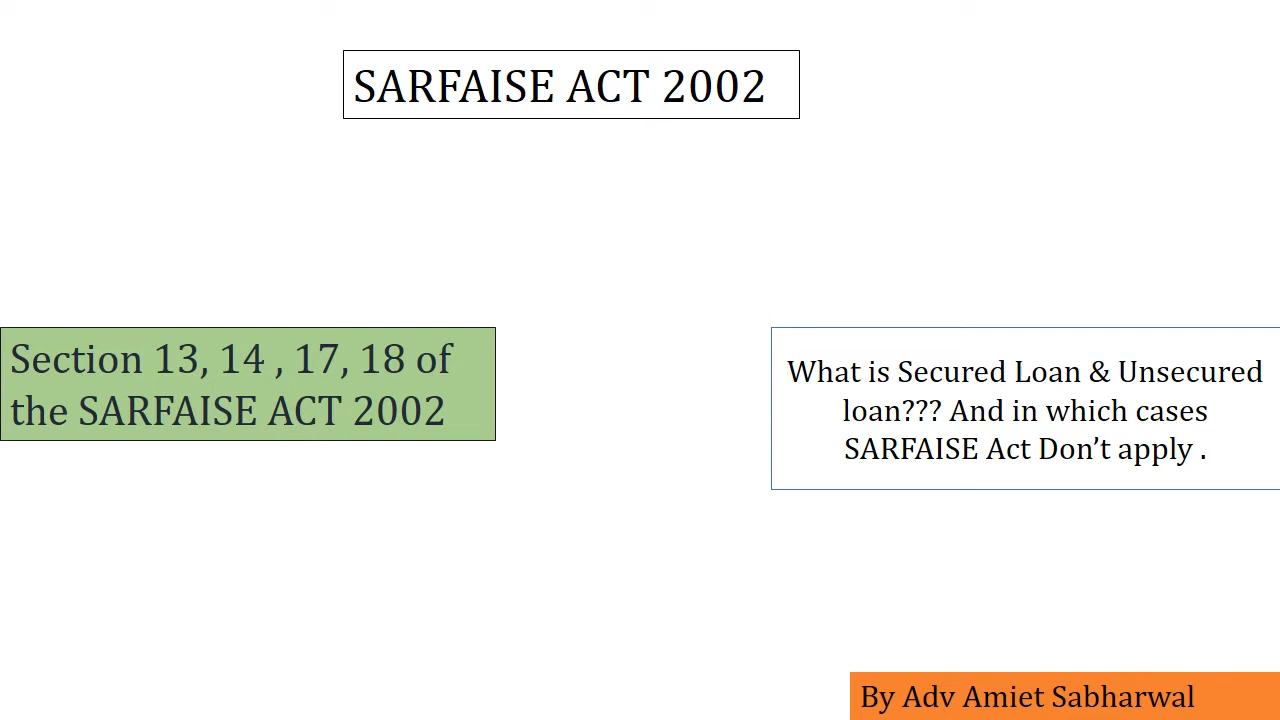 SARFAISE ACT 2002
Section 13, 14 , 17, 18 of
the SARFAISE ACT 2002
What is Secured Loan & Unsecured
loan??? And in which cases
SARFAISE Act Don’t apply .
By Adv Amiet Sabharwal